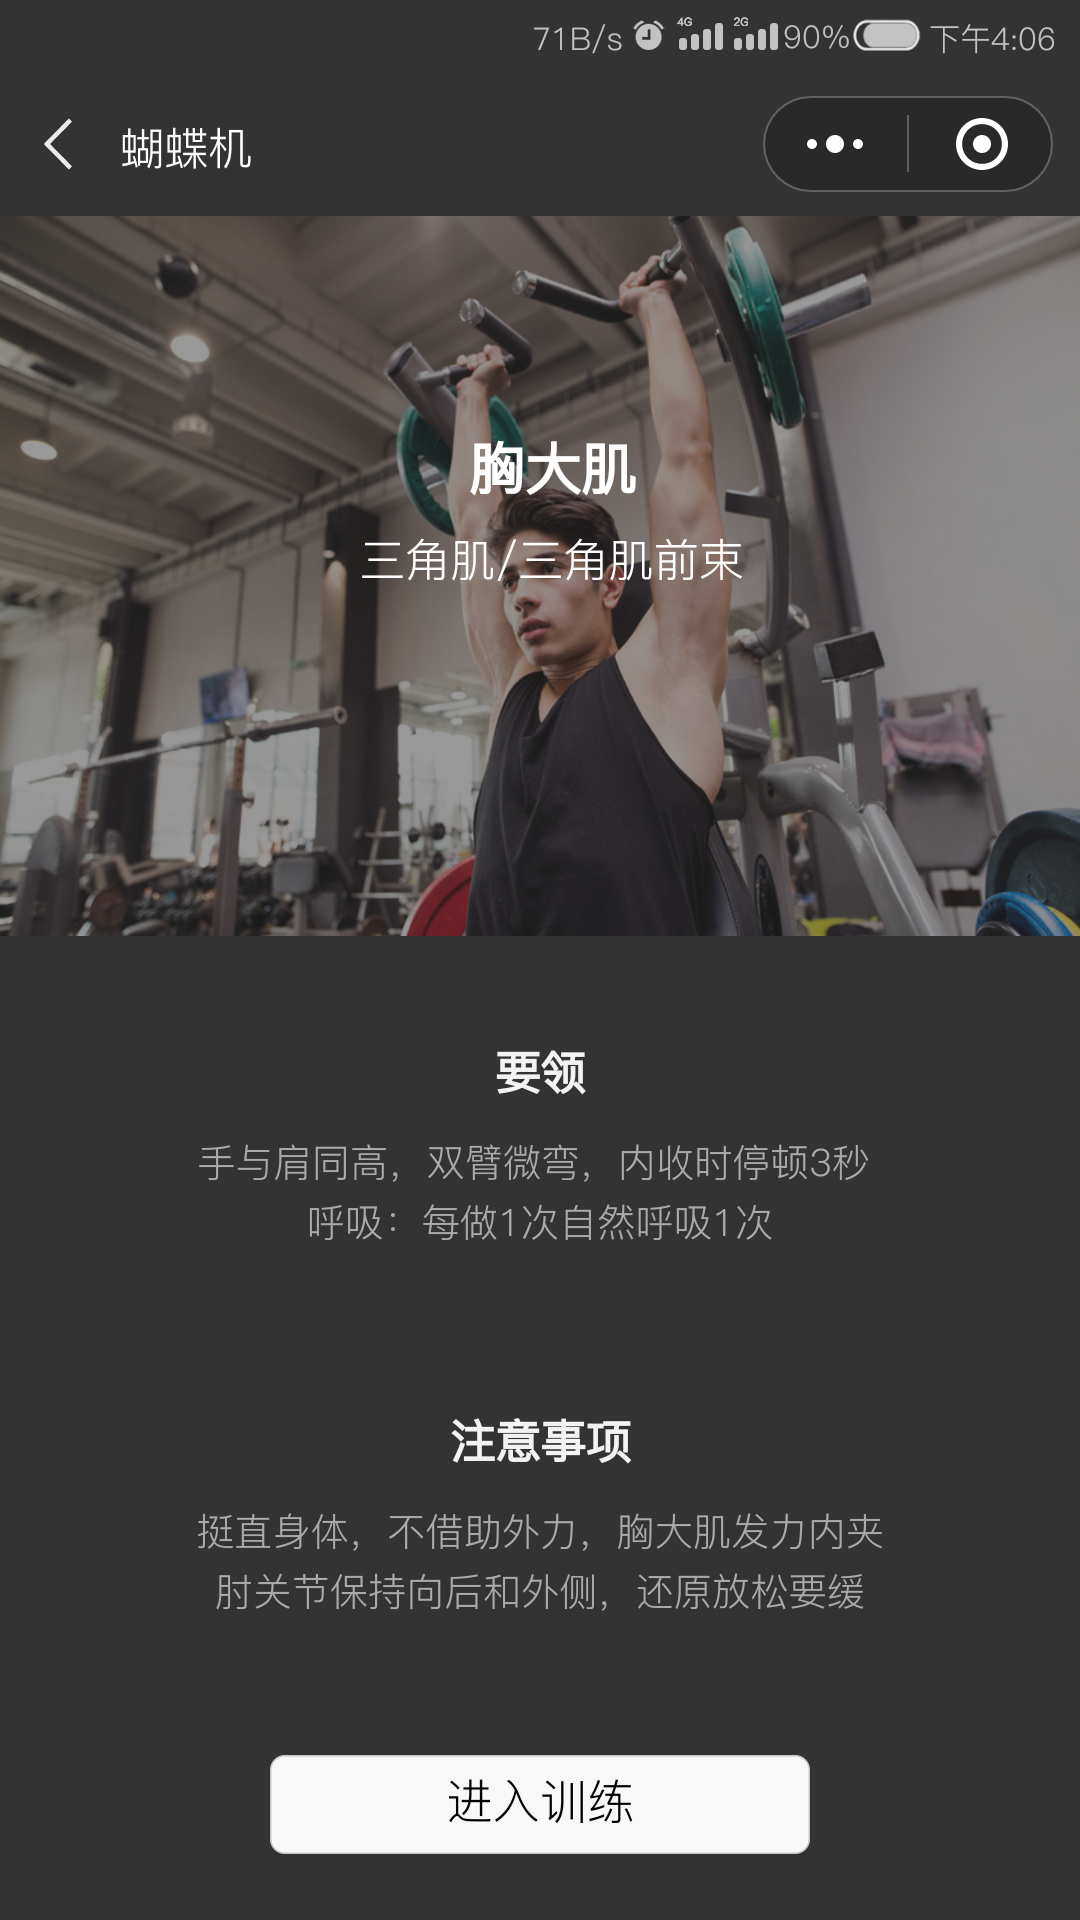 71B/s 4G 2G 90% 下午4:06
蝴蝶机
胸大肌
三角肌/三角肌前束
要领
手与肩同高，双臂微弯，内收时停顿3秒
呼吸：每做1次自然呼吸1次
注意事项
挺直身体，不借助外力，胸大肌发力内夹
肘关节保持向后和外侧，还原放松要缓
进入训练